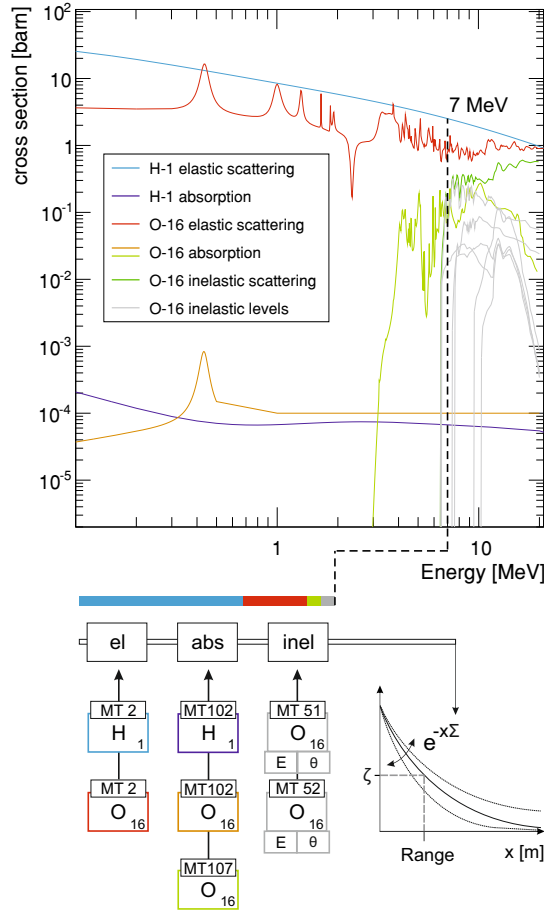 cross section [barn]
10²
10
1
10⁻¹
10⁻²
10⁻³
10⁻⁴
10⁻⁵
7 MeV
H-1 elastic scattering
H-1 absorption
O-16 elastic scattering
O-16 absorption
O-16 inelastic scattering
O-16 inelastic levels
1 10
Energy [MeV]
el abs inel
MT 2 MT102 MT 51
H 1 H 1 O 16
E θ
MT 2 MT102 MT 52
O 16 O 16 O 16
E θ
MT107
O 16
e⁻ˣΣ
ζ
Range x [m]